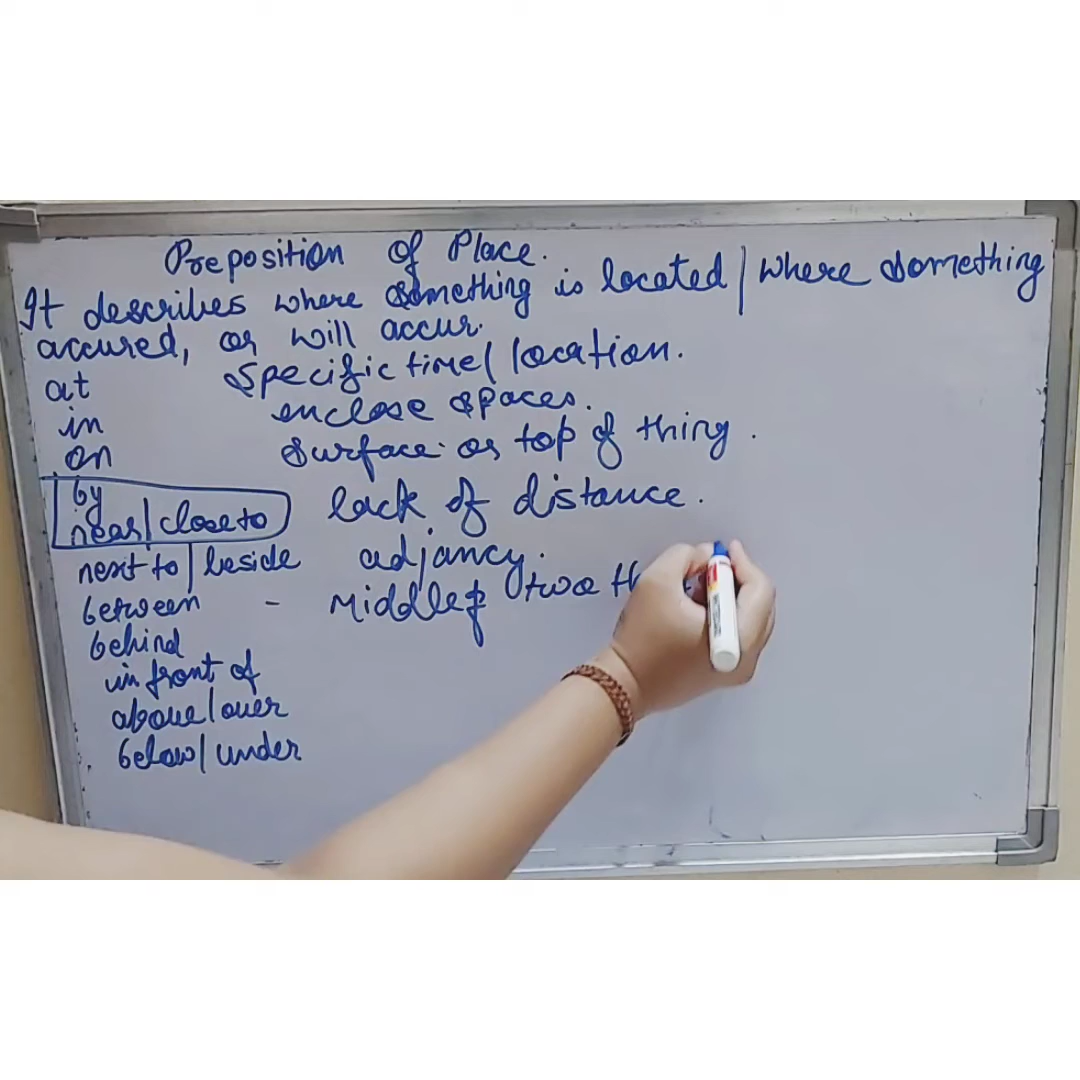 Preposition of Place.
It describes where something is located / where something
accured, or will accur.
at specific time / location.
in enclose spaces.
on surface or top of thing.
by
near / close to lack of distance.
next to / beside adjancy.
between - Middle of two th
behind
in front of
above / over
below / under